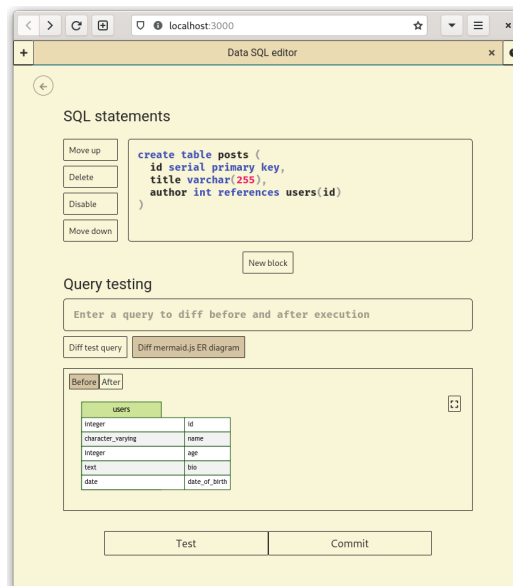 localhost:3000
Data SQL editor
SQL statements
Move up
Delete
Disable
Move down
create table posts (
id serial primary key,
title varchar(255),
author int references users(id)
)
New block
Query testing
Enter a query to diff before and after execution
Diff test query
Diff mermaid.js ER diagram
Before
After
users
integer id
character_varying name
integer age
text bio
date date_of_birth
Test
Commit